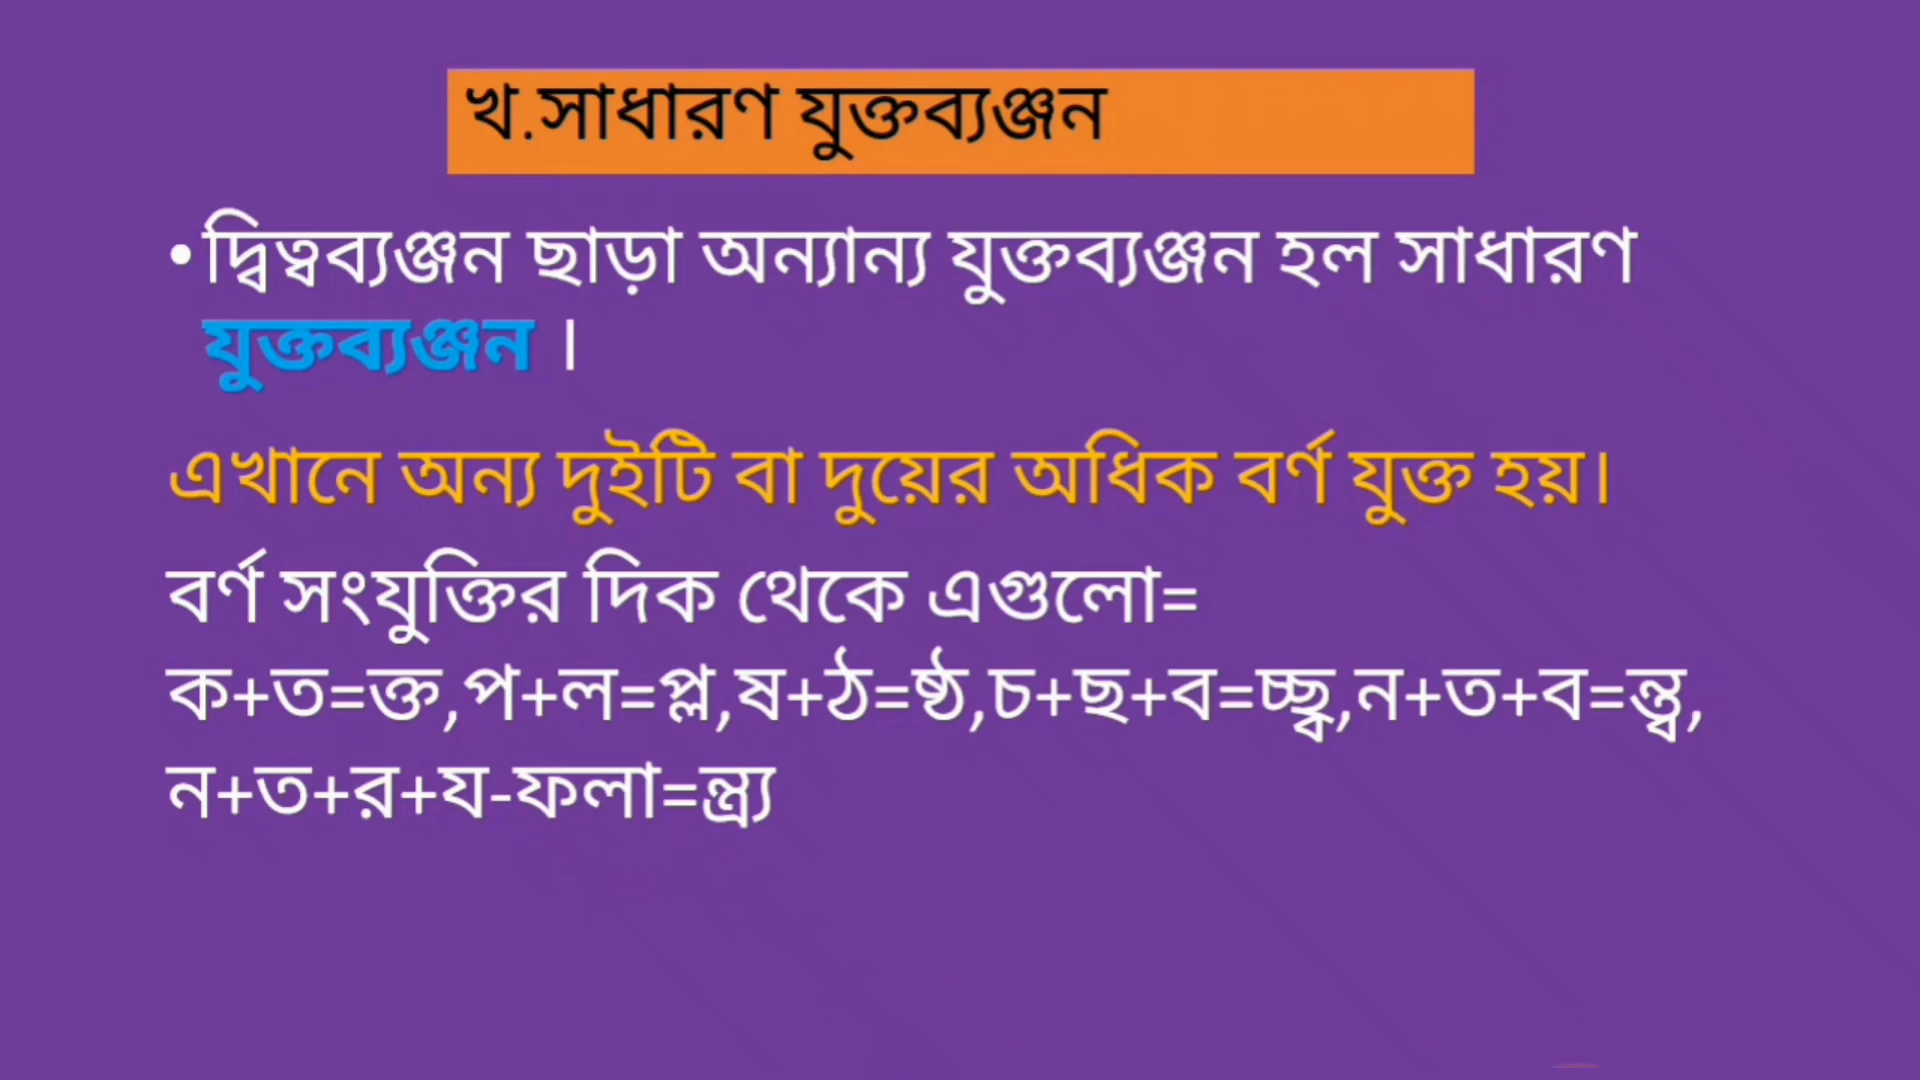 খ.সাধারণ যুক্তব্যঞ্জন
•দ্বিত্বব্যঞ্জন ছাড়া অন্যান্য যুক্তব্যঞ্জন হল সাধারণ
যুক্তব্যঞ্জন ।
এখানে অন্য দুইটি বা দুয়ের অধিক বর্ণ যুক্ত হয়।
বর্ণ সংযুক্তির দিক থেকে এগুলো=
ক+ত=ক্ত,প+ল=প্ল,ষ+ঠ=ষ্ঠ,চ+ছ+ব=চ্ছ্ব,ন+ত+ব=ন্ত্ব,
ন+ত+র+য-ফলা=ন্ত্র্য